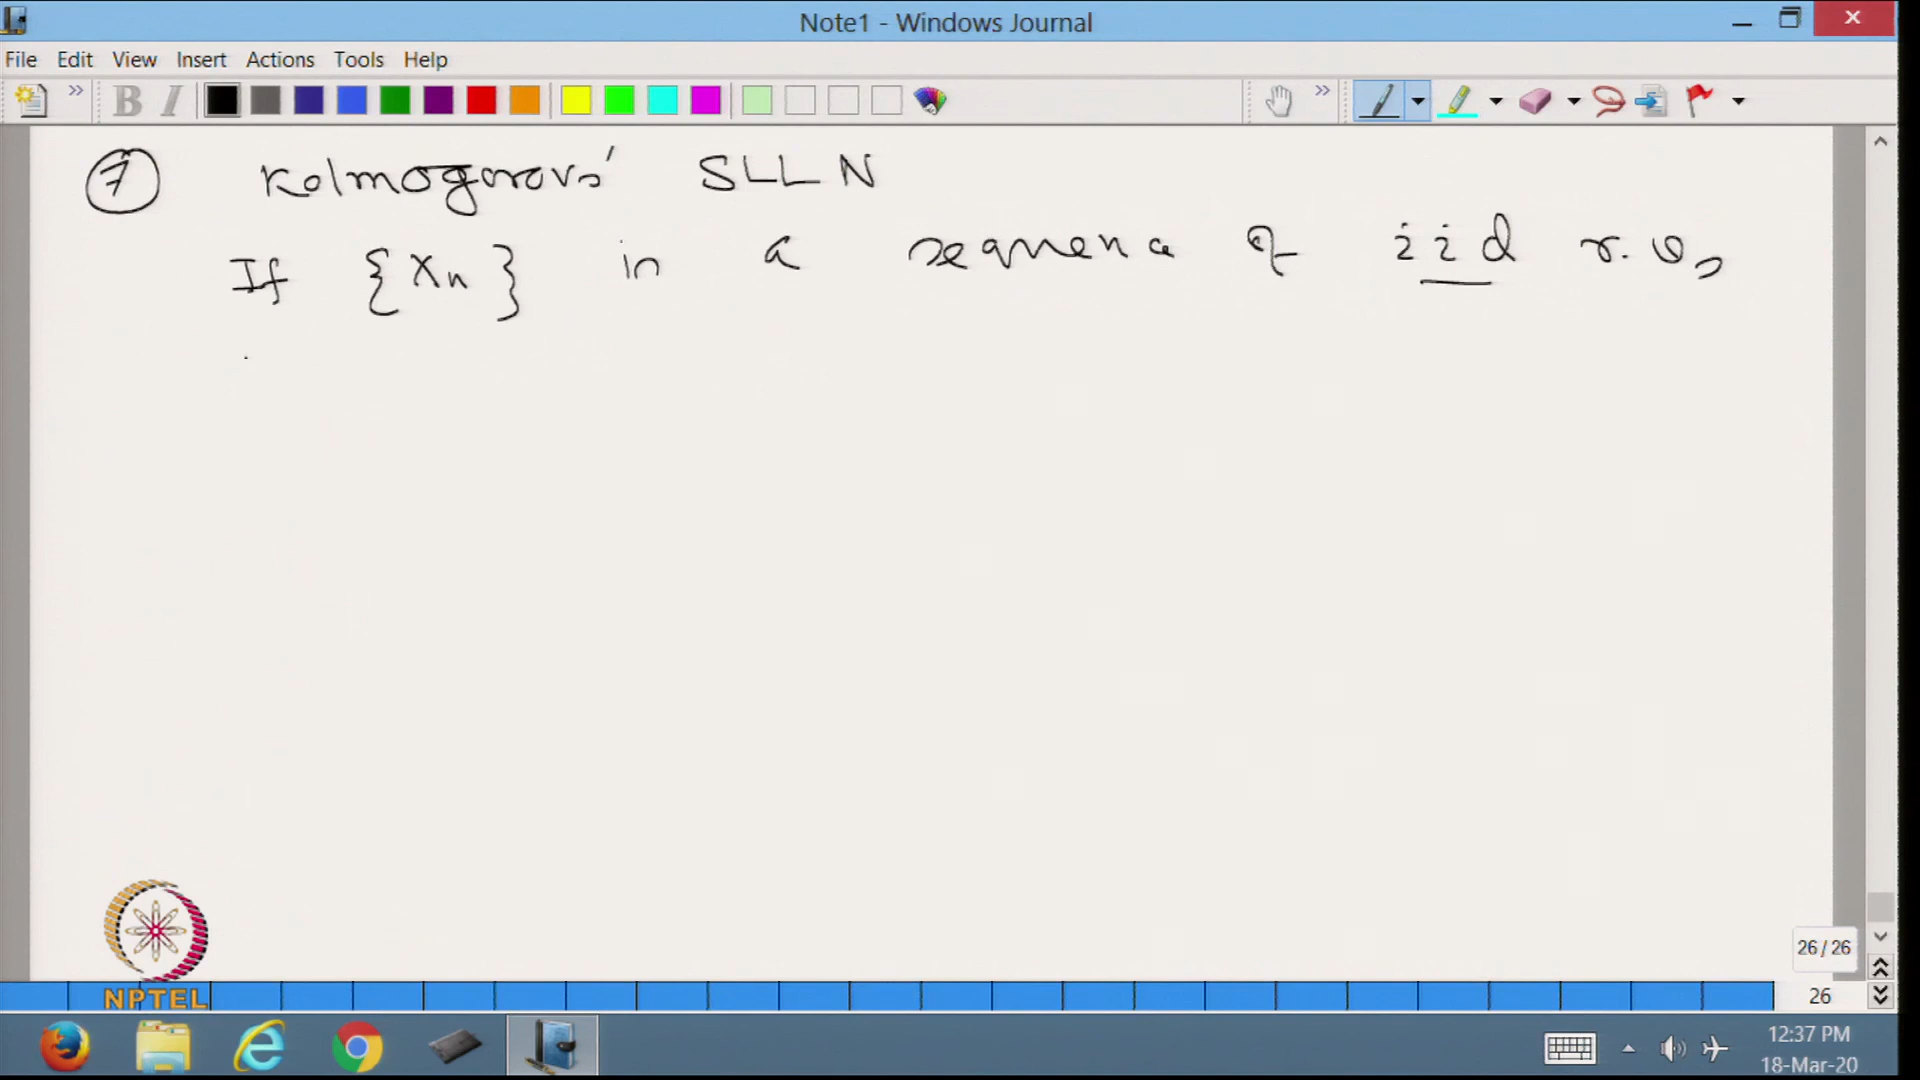 Note1 - Windows Journal
File Edit View Insert Actions Tools Help
B I
7 Kolmogorovs' SLLN
If {Xn} is a sequence of iid r.v,
26 / 26
NPTEL
26
12:37 PM
18-Mar-20